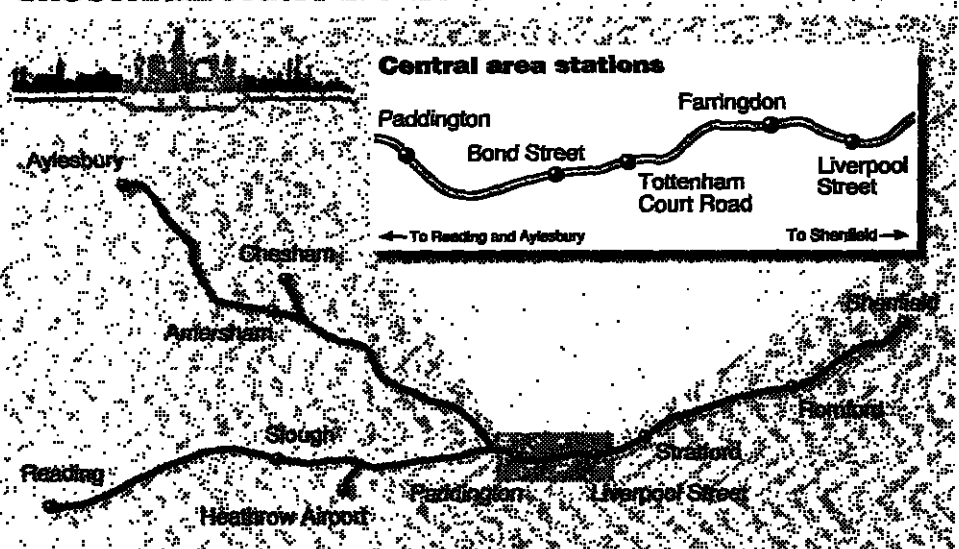 Central area stations
Farringdon
Paddington
Bond Street
Liverpool
Street
Tottenham
Court Road
To Reading and Aylesbury
To Shenfield
Aylesbury
Chesham
Amersham
Shenfield
Romford
Stratford
Slough
Reading
Heathrow Airport
Paddington
Liverpool Street